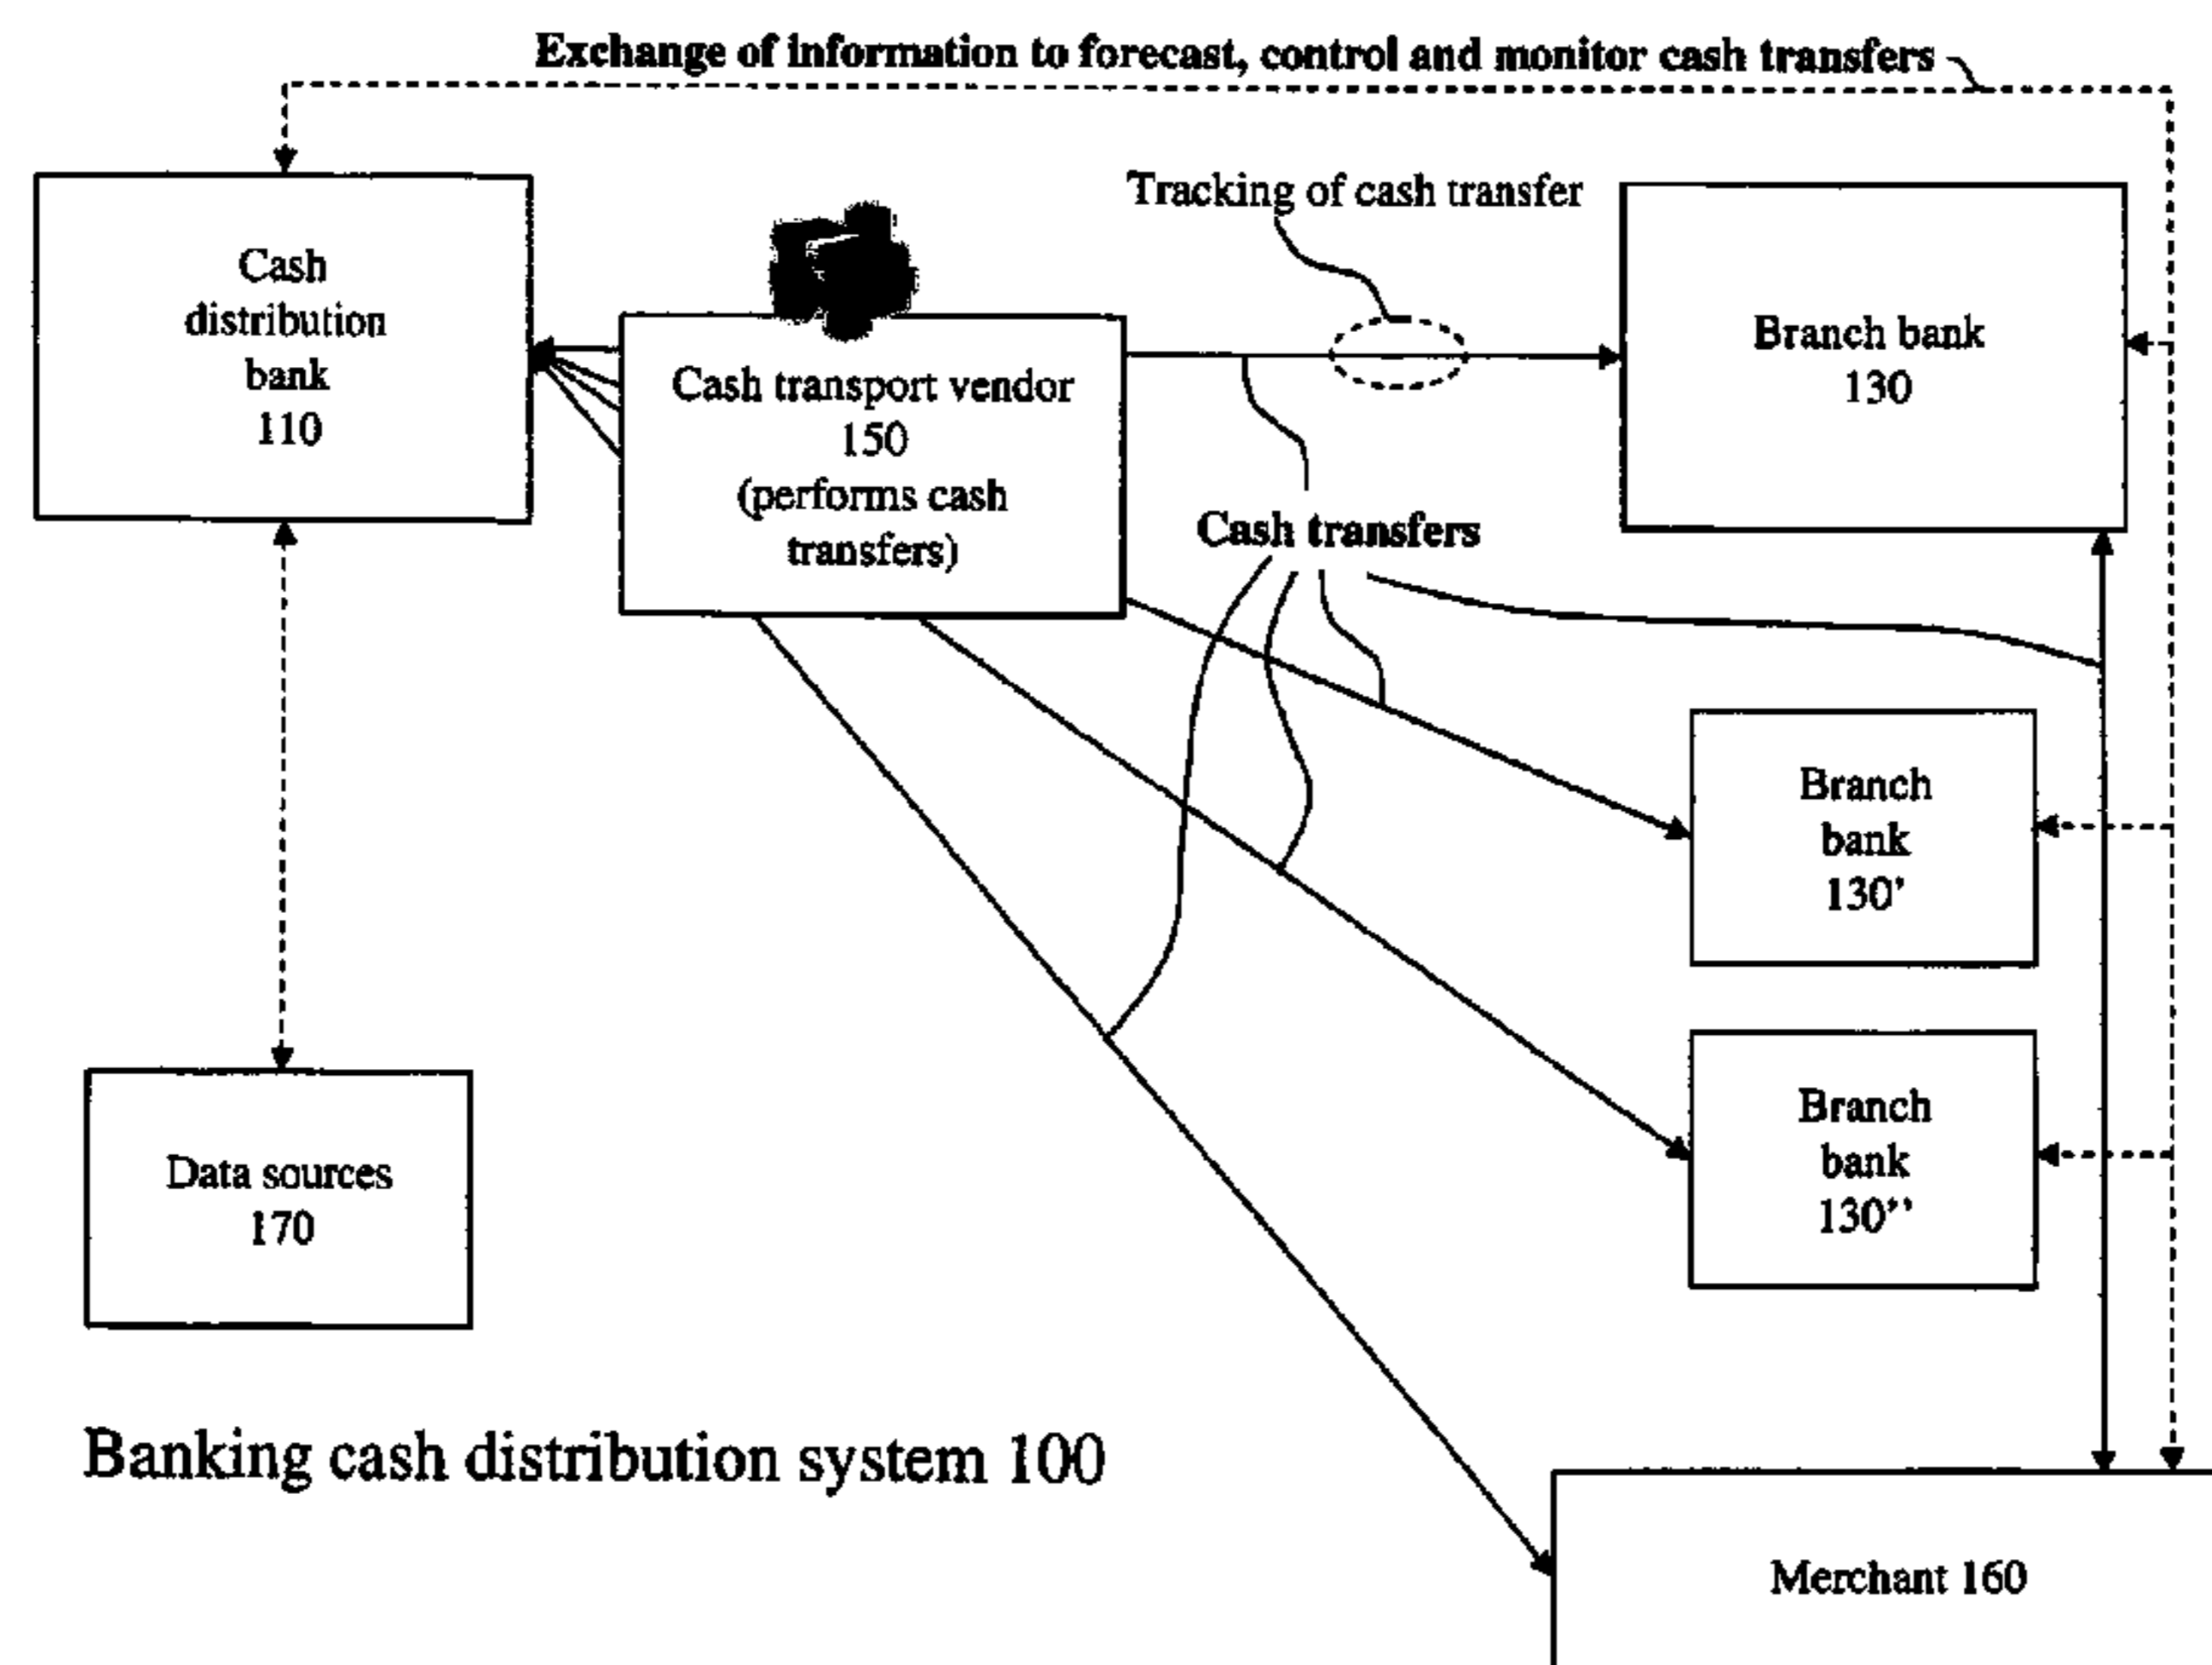 Exchange of information to forecast, control and monitor cash transfers
Tracking of cash transfer
Cash
distribution
bank
110
Cash transport vendor
150
(performs cash
transfers)
Branch bank
130
Cash transfers
Branch
bank
130'
Branch
bank
130''
Data sources
170
Banking cash distribution system 100
Merchant 160